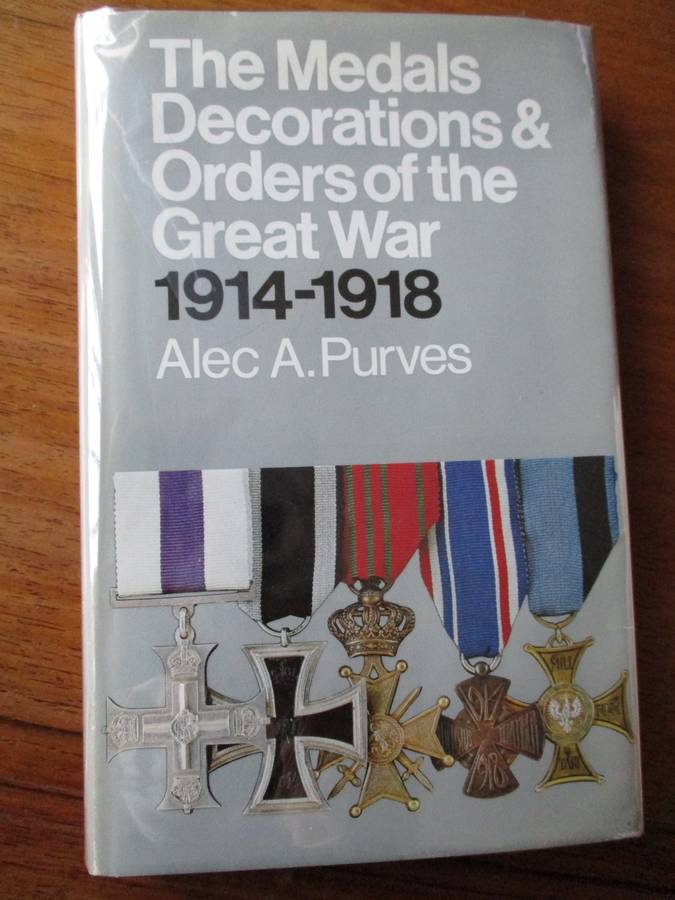 The Medals
Decorations &
Orders of the
Great War
1914-1918
Alec A. Purves